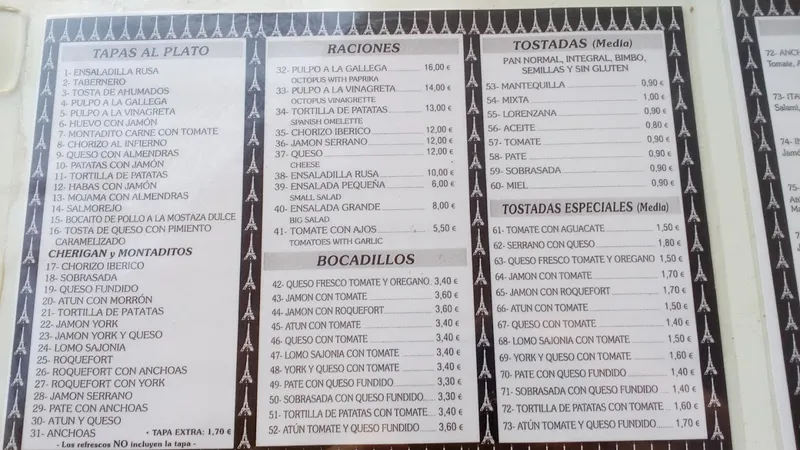 TAPAS AL PLATO
1- ENSALADILLA RUSA
2- TABERNERO
3- TOSTA DE AHUMADOS
4- PULPO A LA GALLEGA
5- PULPO A LA VINAGRETA
6- HUEVO CON JAMÓN
7- MONTADITO CARNE CON TOMATE
8- CHORIZO AL INFIERNO
9- QUESO CON ALMENDRAS
10- PATATAS CON JAMÓN
11- TORTILLA DE PATATAS
12- HABAS CON JAMÓN
13- MOJAMA CON ALMENDRAS
14- SALMOREJO
15- BOCAITO DE POLLO A LA MOSTAZA DULCE
16- TOSTA DE QUESO CON PIMIENTO
CARAMELIZADO
CHERIGAN y MONTADITOS
17- CHORIZO IBERICO
18- SOBRASADA
19- QUESO FUNDIDO
20- ATUN CON MORRÓN
21- TORTILLA DE PATATAS
22- JAMON YORK
23- JAMON YORK Y QUESO
24- LOMO SAJONIA
25- ROQUEFORT
26- ROQUEFORT CON ANCHOAS
27- ROQUEFORT CON YORK
28- JAMON SERRANO
29- PATE CON ANCHOAS
30- ATUN Y QUESO
31- ANCHOAS • TAPA EXTRA: 1,70 €
- Los refrescos NO incluyen la tapa -
RACIONES
32- PULPO A LA GALLEGA 16,00 €
OCTOPUS WITH PAPRIKA
33- PULPO A LA VINAGRETA 14,00 €
OCTOPUS VINAIGRETTE
34- TORTILLA DE PATATAS 13,00 €
SPANISH OMELETTE
35- CHORIZO IBERICO 12,00 €
36- JAMON SERRANO 12,00 €
37- QUESO 12,00 €
CHEESE
38- ENSALADILLA RUSA 10,00 €
39- ENSALADA PEQUEÑA 6,00 €
SMALL SALAD
40- ENSALADA GRANDE 8,00 €
BIG SALAD
41- TOMATE CON AJOS 5,50 €
TOMATOES WITH GARLIC
BOCADILLOS
42- QUESO FRESCO TOMATE Y OREGANO 3,40 €
43- JAMON CON TOMATE 3,60 €
44- JAMON CON ROQUEFORT 3,60 €
45- ATUN CON TOMATE 3,40 €
46- QUESO CON TOMATE 3,40 €
47- LOMO SAJONIA CON TOMATE 3,40 €
48- YORK Y QUESO CON TOMATE 3,40 €
49- PATE CON QUESO FUNDIDO 3,30 €
50- SOBRASADA CON QUESO FUNDIDO 3,30 €
51- TORTILLA DE PATATAS CON TOMATE 3,40 €
52- ATÚN TOMATE Y QUESO FUNDIDO 3,60 €
TOSTADAS (Media)
PAN NORMAL, INTEGRAL, BIMBO,
SEMILLAS Y SIN GLUTEN
53- MANTEQUILLA 0,90 €
54- MIXTA 1,00 €
55- LORENZANA 0,90 €
56- ACEITE 0,80 €
57- TOMATE 0,90 €
58- PATE 0,90 €
59- SOBRASADA 0,90 €
60- MIEL 0,90 €
TOSTADAS ESPECIALES (Media)
61- TOMATE CON AGUACATE 1,50 €
62- SERRANO CON QUESO 1,80 €
63- QUESO FRESCO TOMATE Y OREGANO 1,50 €
64- JAMON CON TOMATE 1,70 €
65- JAMON CON ROQUEFORT 1,70 €
66- ATUN CON TOMATE 1,50 €
67- QUESO CON TOMATE 1,40 €
68- LOMO SAJONIA CON TOMATE 1,50 €
69- YORK Y QUESO CON TOMATE 1,60 €
70- PATE CON QUESO FUNDIDO 1,40 €
71- SOBRASADA CON QUESO FUNDIDO 1,40 €
72- TORTILLA DE PATATAS CON TOMATE 1,60 €
73- ATÚN TOMATE Y QUESO FUNDIDO 1,70 €
72-
Tomate,
73-
Salami,
74-
75-
76-